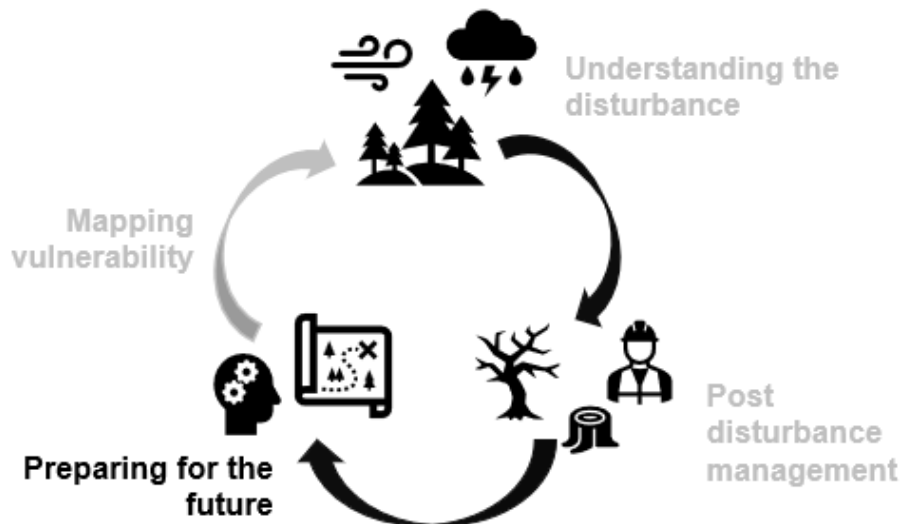 Understanding the
disturbance
Mapping
vulnerability
Post
disturbance
management
Preparing for the
future